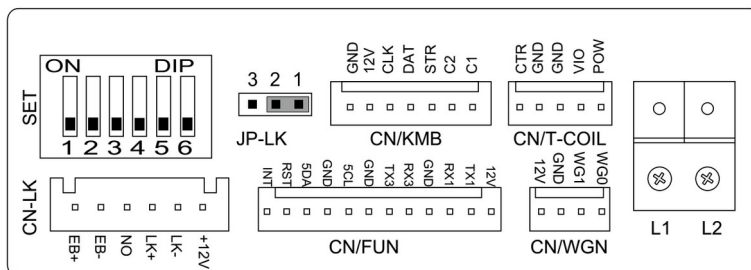 ON DIP
SET
1 2 3 4 5 6
3 2 1
JP-LK
GND 12V CLK DAT STR C2 C1
CN/KMB
CTR GND GND VIO POW
CN/T-COIL
CN-LK
EB+ EB- NO LK+ LK- +12V
INT RST 5DA GND 5CL GND TX3 RX3 GND RX1 TX1 12V
CN/FUN
12V GND WG1 WG0
CN/WGN
L1 L2